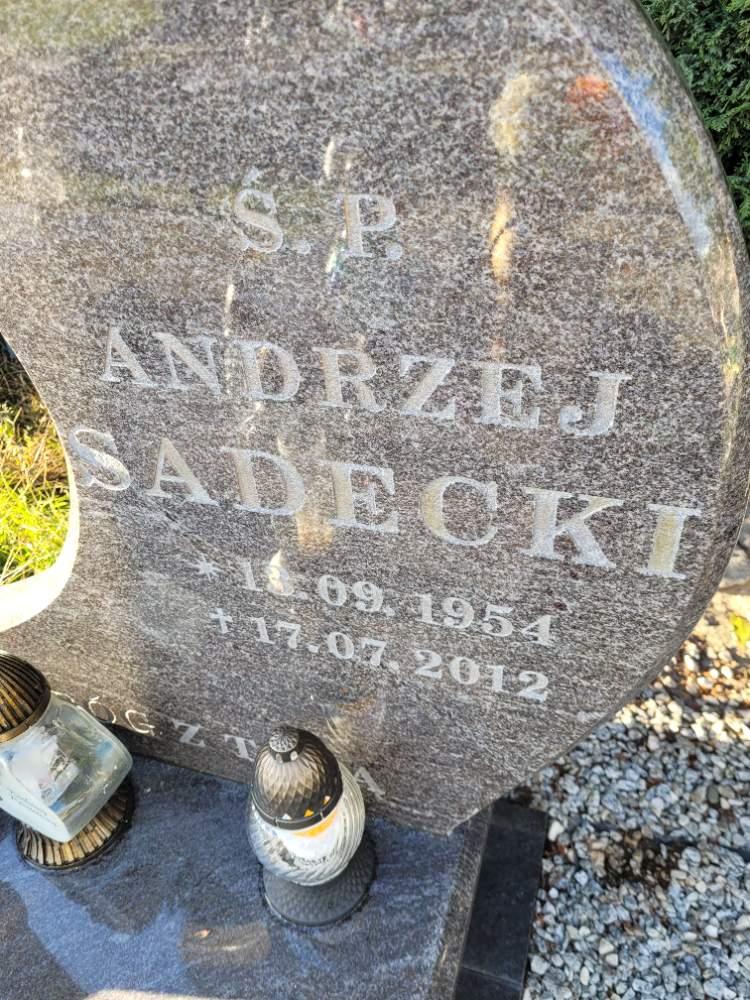 Ś. P.
ANDRZEJ
SADECKI
* 18.09.1954
+ 17.07.2012